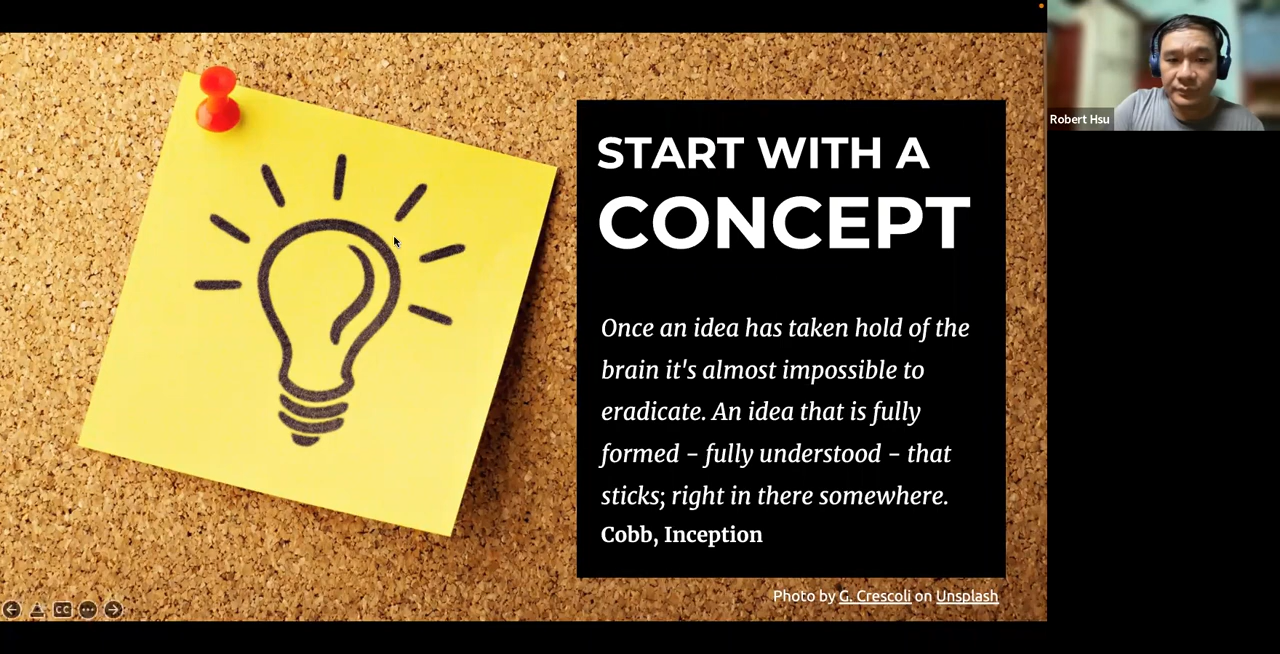 START WITH A
CONCEPT
Once an idea has taken hold of the
brain it's almost impossible to
eradicate. An idea that is fully
formed – fully understood – that
sticks; right in there somewhere.
Cobb, Inception
Photo by G. Crescoli on Unsplash
Robert Hsu
CC